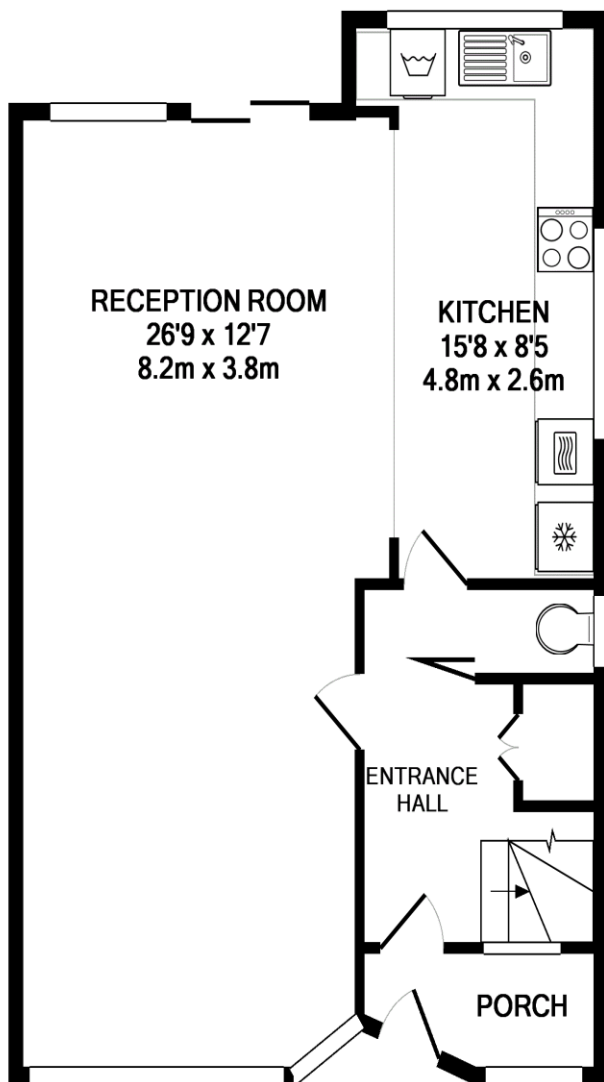 RECEPTION ROOM
26'9 x 12'7
8.2m x 3.8m
KITCHEN
15'8 x 8'5
4.8m x 2.6m
ENTRANCE
HALL
PORCH